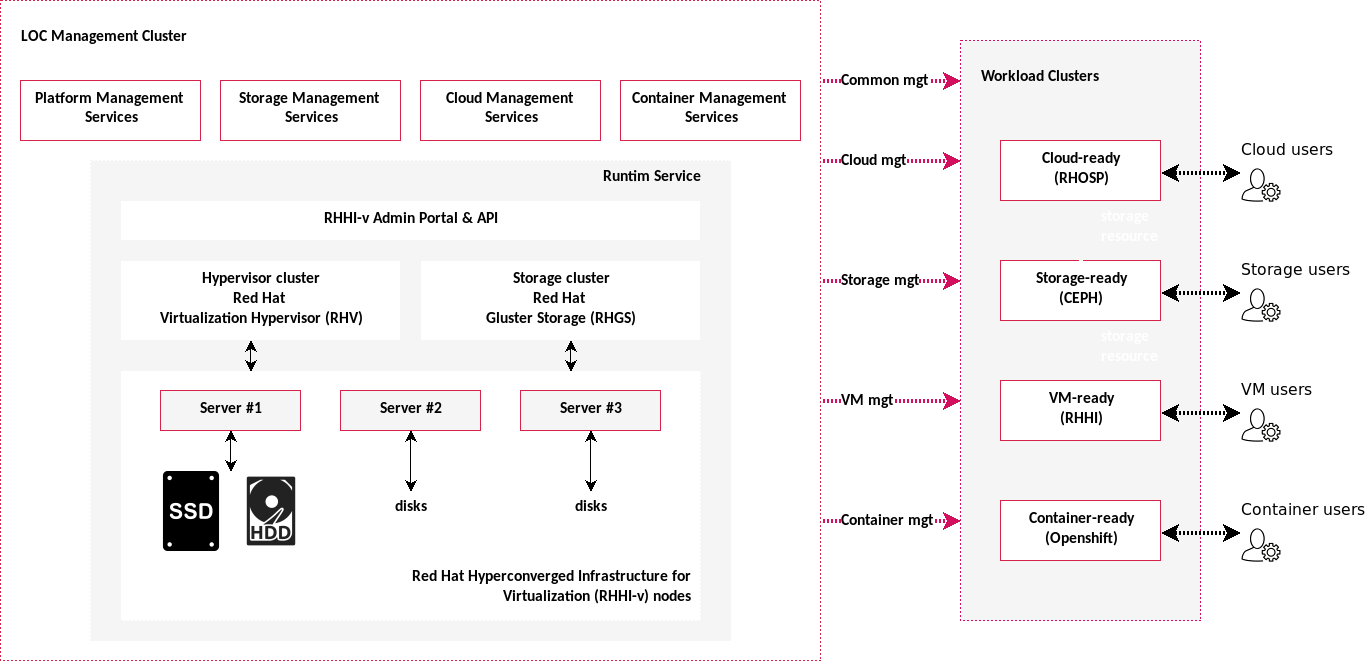 LOC Management Cluster
Platform Management
Services
Storage Management
Services
Cloud Management
Services
Container Management
Services
Runtim Service
RHHI-v Admin Portal & API
Hypervisor cluster
Red Hat
Virtualization Hypervisor (RHV)
Storage cluster
Red Hat
Gluster Storage (RHGS)
Server #1
Server #2
Server #3
SSD
HDD
disks
disks
Red Hat Hyperconverged Infrastructure for
Virtualization (RHHI-v) nodes
Common mgt
Cloud mgt
Storage mgt
VM mgt
Container mgt
Workload Clusters
Cloud-ready
(RHOSP)
storage
resource
Storage-ready
(CEPH)
storage
resource
VM-ready
(RHHI)
Container-ready
(Openshift)
Cloud users
Storage users
VM users
Container users